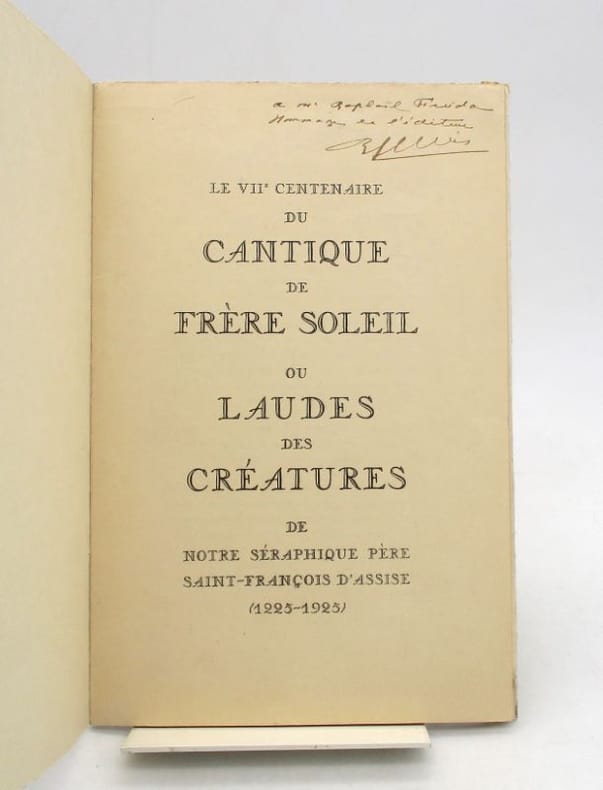 a Mr Raphaël
Hommage de l'éditeur
LE VIIe CENTENAIRE
DU
CANTIQUE
DE
FRÈRE SOLEIL
OU
LAUDES
DES
CRÉATURES
DE
NOTRE SÉRAPHIQUE PÈRE
SAINT-FRANÇOIS D'ASSISE
(1225-1925)